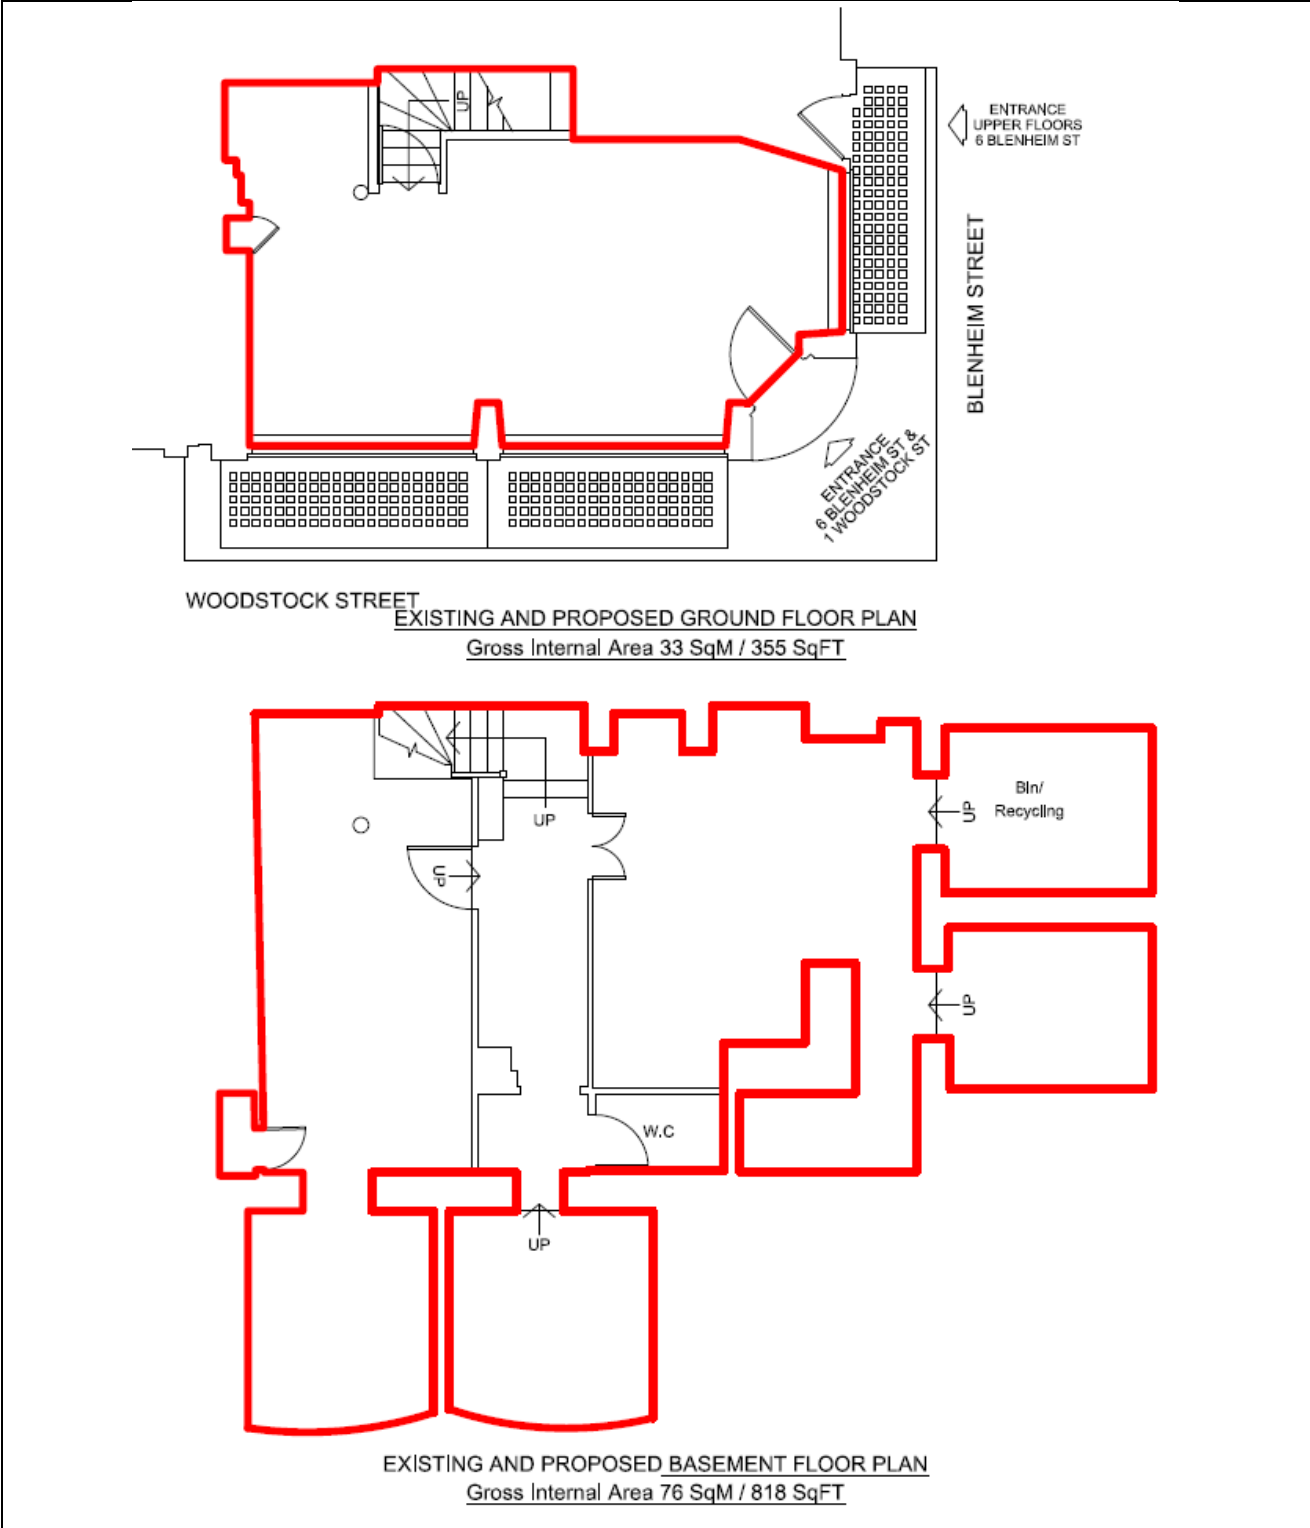 UP
ENTRANCE
UPPER FLOORS
6 BLENHEIM ST
BLENHEIM STREET
ENTRANCE
6 BLENHEIM ST &
1 WOODSTOCK ST
WOODSTOCK STREET
EXISTING AND PROPOSED GROUND FLOOR PLAN
Gross Internal Area 33 SqM / 355 SqFT
Bin/
Recycling
UP
UP
UP
UP
W.C
UP
EXISTING AND PROPOSED BASEMENT FLOOR PLAN
Gross Internal Area 76 SqM / 818 SqFT